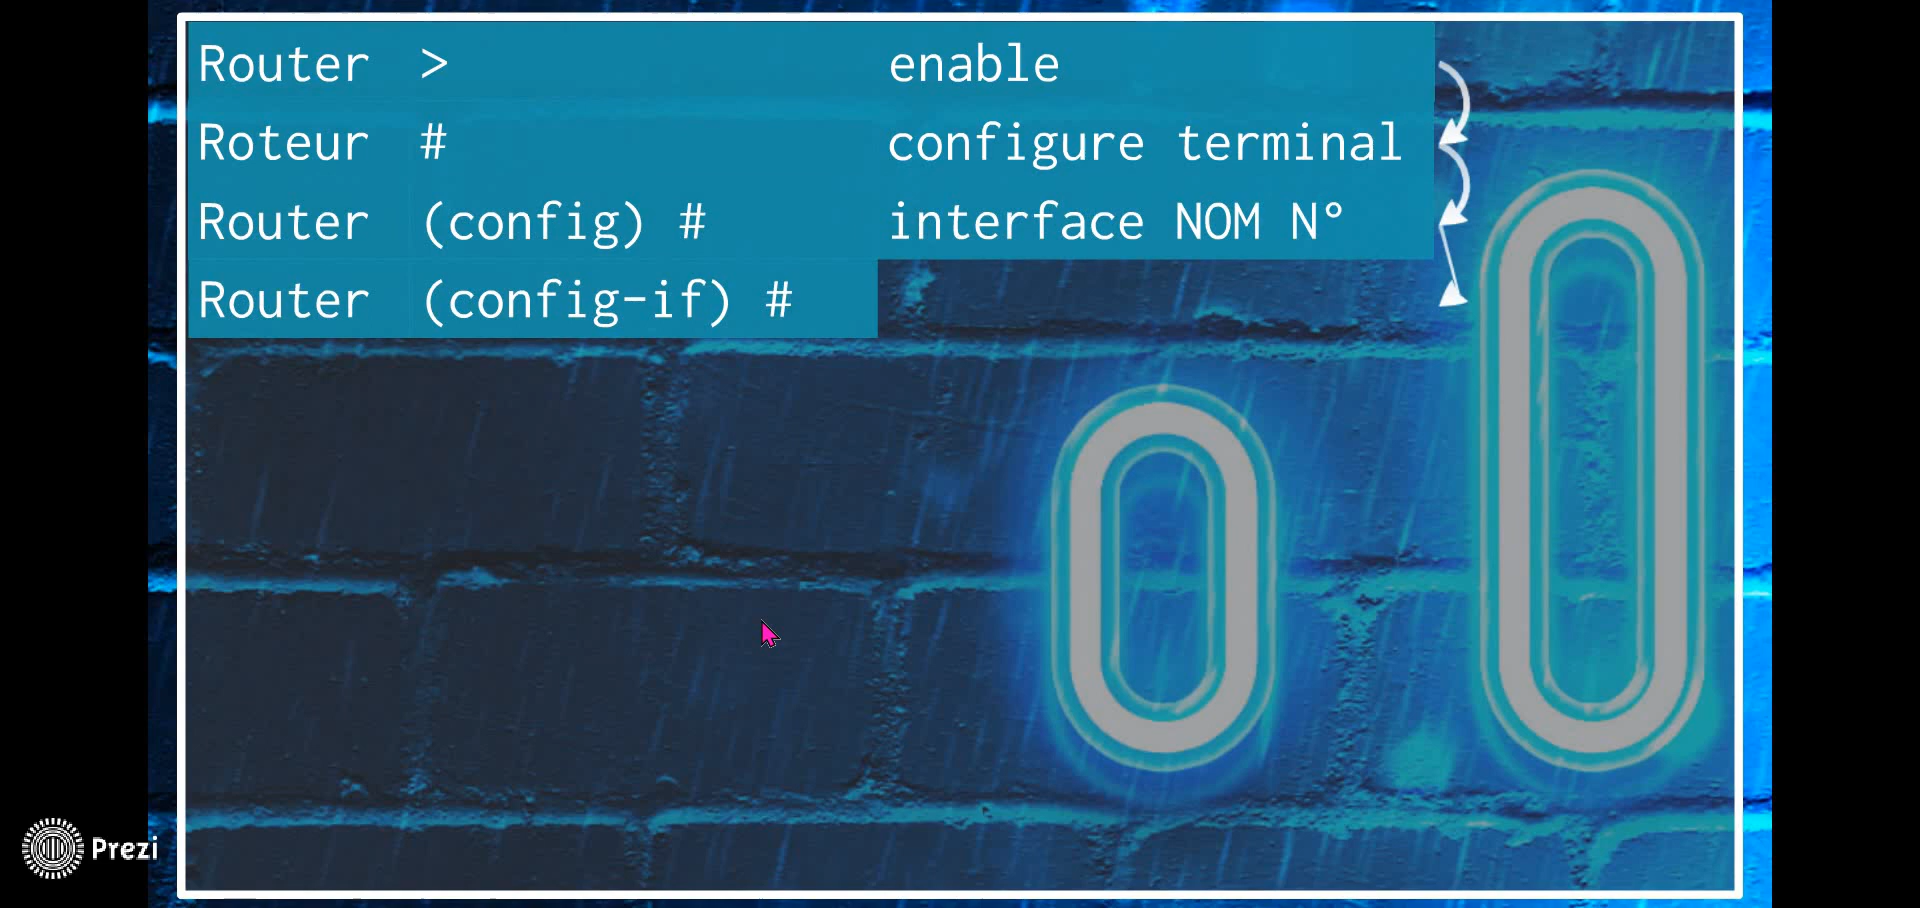 Router > enable
Roteur # configure terminal
Router (config) # interface NOM N°
Router (config-if) #
Prezi